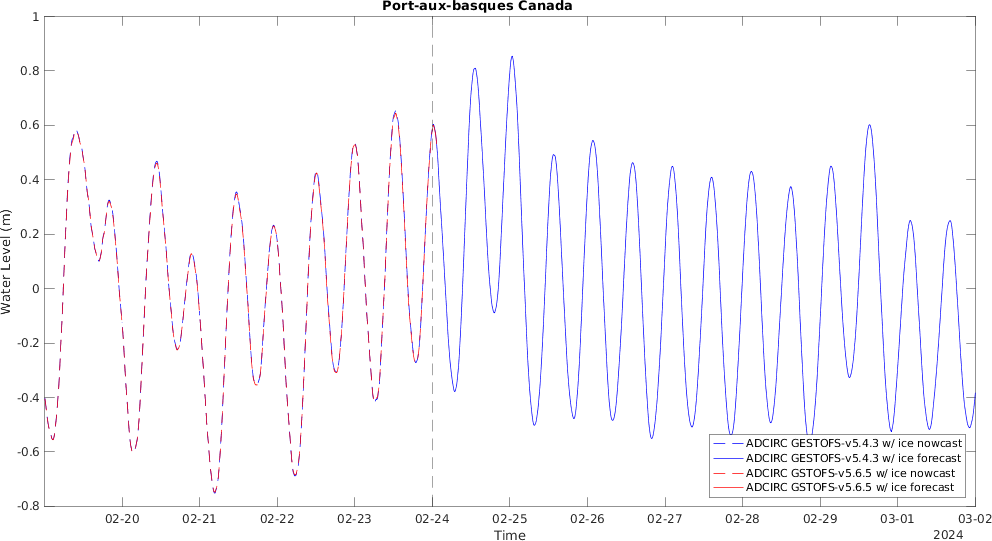 Port-aux-basques Canada
1
0.8
0.6
0.4
0.2
0
-0.2
-0.4
-0.6
-0.8
Water Level (m)
ADCIRC GESTOFS-v5.4.3 w/ ice nowcast
ADCIRC GESTOFS-v5.4.3 w/ ice forecast
ADCIRC GSTOFS-v5.6.5 w/ ice nowcast
ADCIRC GSTOFS-v5.6.5 w/ ice forecast
02-20 02-21 02-22 02-23 02-24 02-25 02-26 02-27 02-28 02-29 03-01 03-02
Time
2024